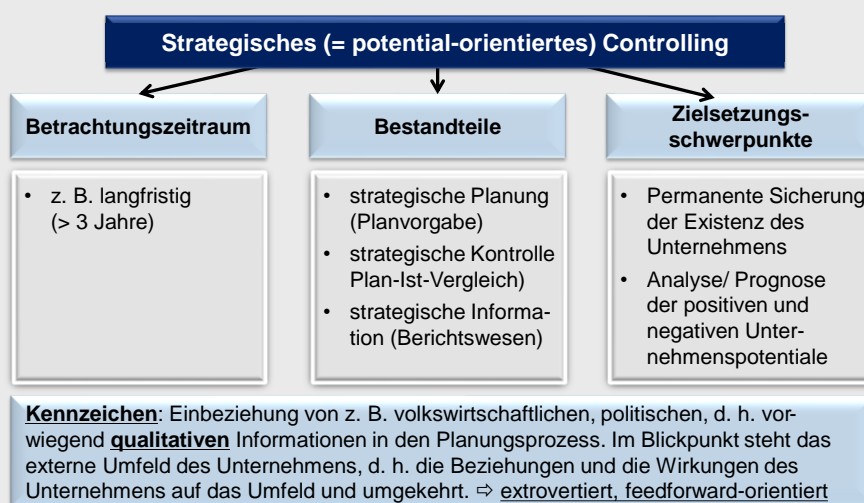 Strategisches (= potential-orientiertes) Controlling
Betrachtungszeitraum
Bestandteile
Zielsetzungs-
schwerpunkte
• z. B. langfristig
(> 3 Jahre)
• strategische Planung
(Planvorgabe)
• strategische Kontrolle
Plan-Ist-Vergleich)
• strategische Informa-
tion (Berichtswesen)
• Permanente Sicherung
der Existenz des
Unternehmens
• Analyse/ Prognose
der positiven und
negativen Unter-
nehmenspotentiale
Kennzeichen: Einbeziehung von z. B. volkswirtschaftlichen, politischen, d. h. vor-
wiegend qualitativen Informationen in den Planungsprozess. Im Blickpunkt steht das
externe Umfeld des Unternehmens, d. h. die Beziehungen und die Wirkungen des
Unternehmens auf das Umfeld und umgekehrt. ⇨ extrovertiert, feedforward-orientiert